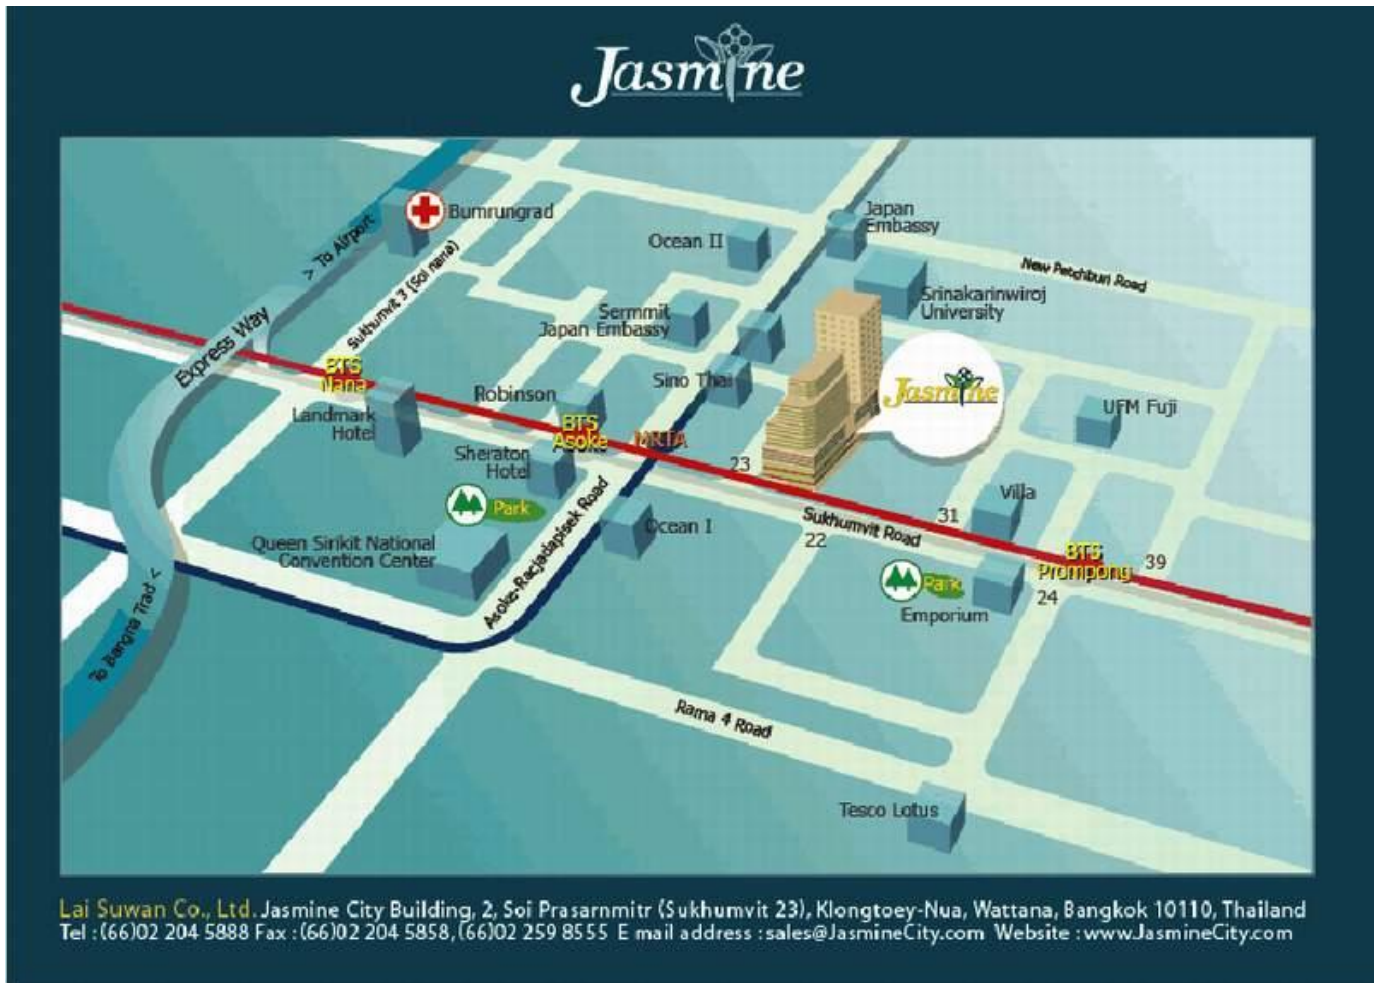 Jasmine
Bumrungrad
> To Airport
Sukhumvit 3 (Soi nana)
Express Way
Japan
Embassy
Ocean II
New Petchburi Road
Srinakarinwiroj
University
Sermmit
Japan Embassy
BTS
Nana
Landmark
Hotel
Robinson
Sino Thai
Jasmine
UFM Fuji
BTS
Asoke
MRTA
23
Sheraton
Hotel
Park
Asoke-Racjadapisek Road
Ocean I
Villa
31
Sukhumvit Road
22
Queen Sirikit National
Convention Center
BTS
Prompong
39
Park
24
Emporium
To Bangna Trad <
Rama 4 Road
Tesco Lotus
Lai Suwan Co., Ltd. Jasmine City Building, 2, Soi Prasarnmitr (Sukhumvit 23), Klongtoey-Nua, Wattana, Bangkok 10110, Thailand
Tel :(66)02 204 5888 Fax :(66)02 204 5858, (66)02 259 8555 E mail address :sales@JasmineCity.com Website :www.JasmineCity.com